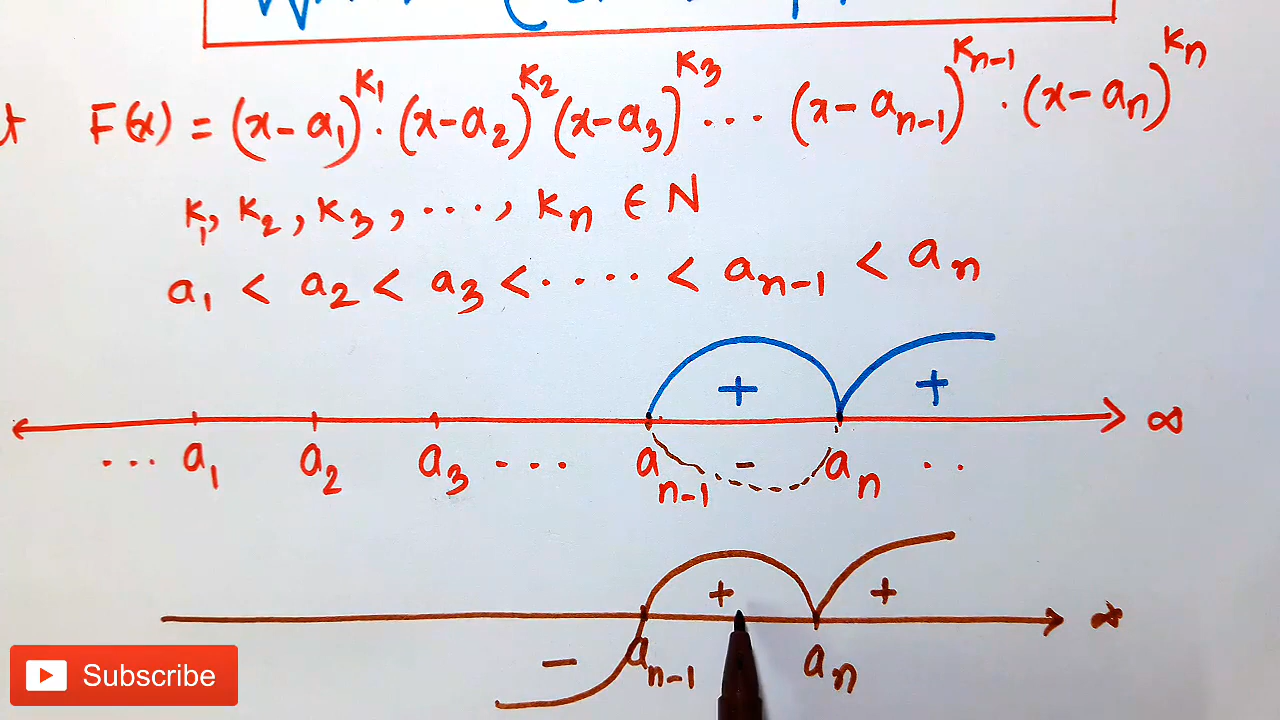 F(x) = (x-a₁)^K₁ · (x-a₂)^K₂ (x-a₃)^K₃ ... (x-aₙ₋₁)^Kₙ₋₁ · (x-aₙ)^Kₙ
K₁, K₂, K₃, ..., Kₙ ∈ N
a₁ < a₂ < a₃ < .... < aₙ₋₁ < aₙ
+ +
∞
... a₁ a₂ a₃ ... aₙ₋₁ - aₙ ..
+ +
∞
- aₙ₋₁ aₙ
Subscribe